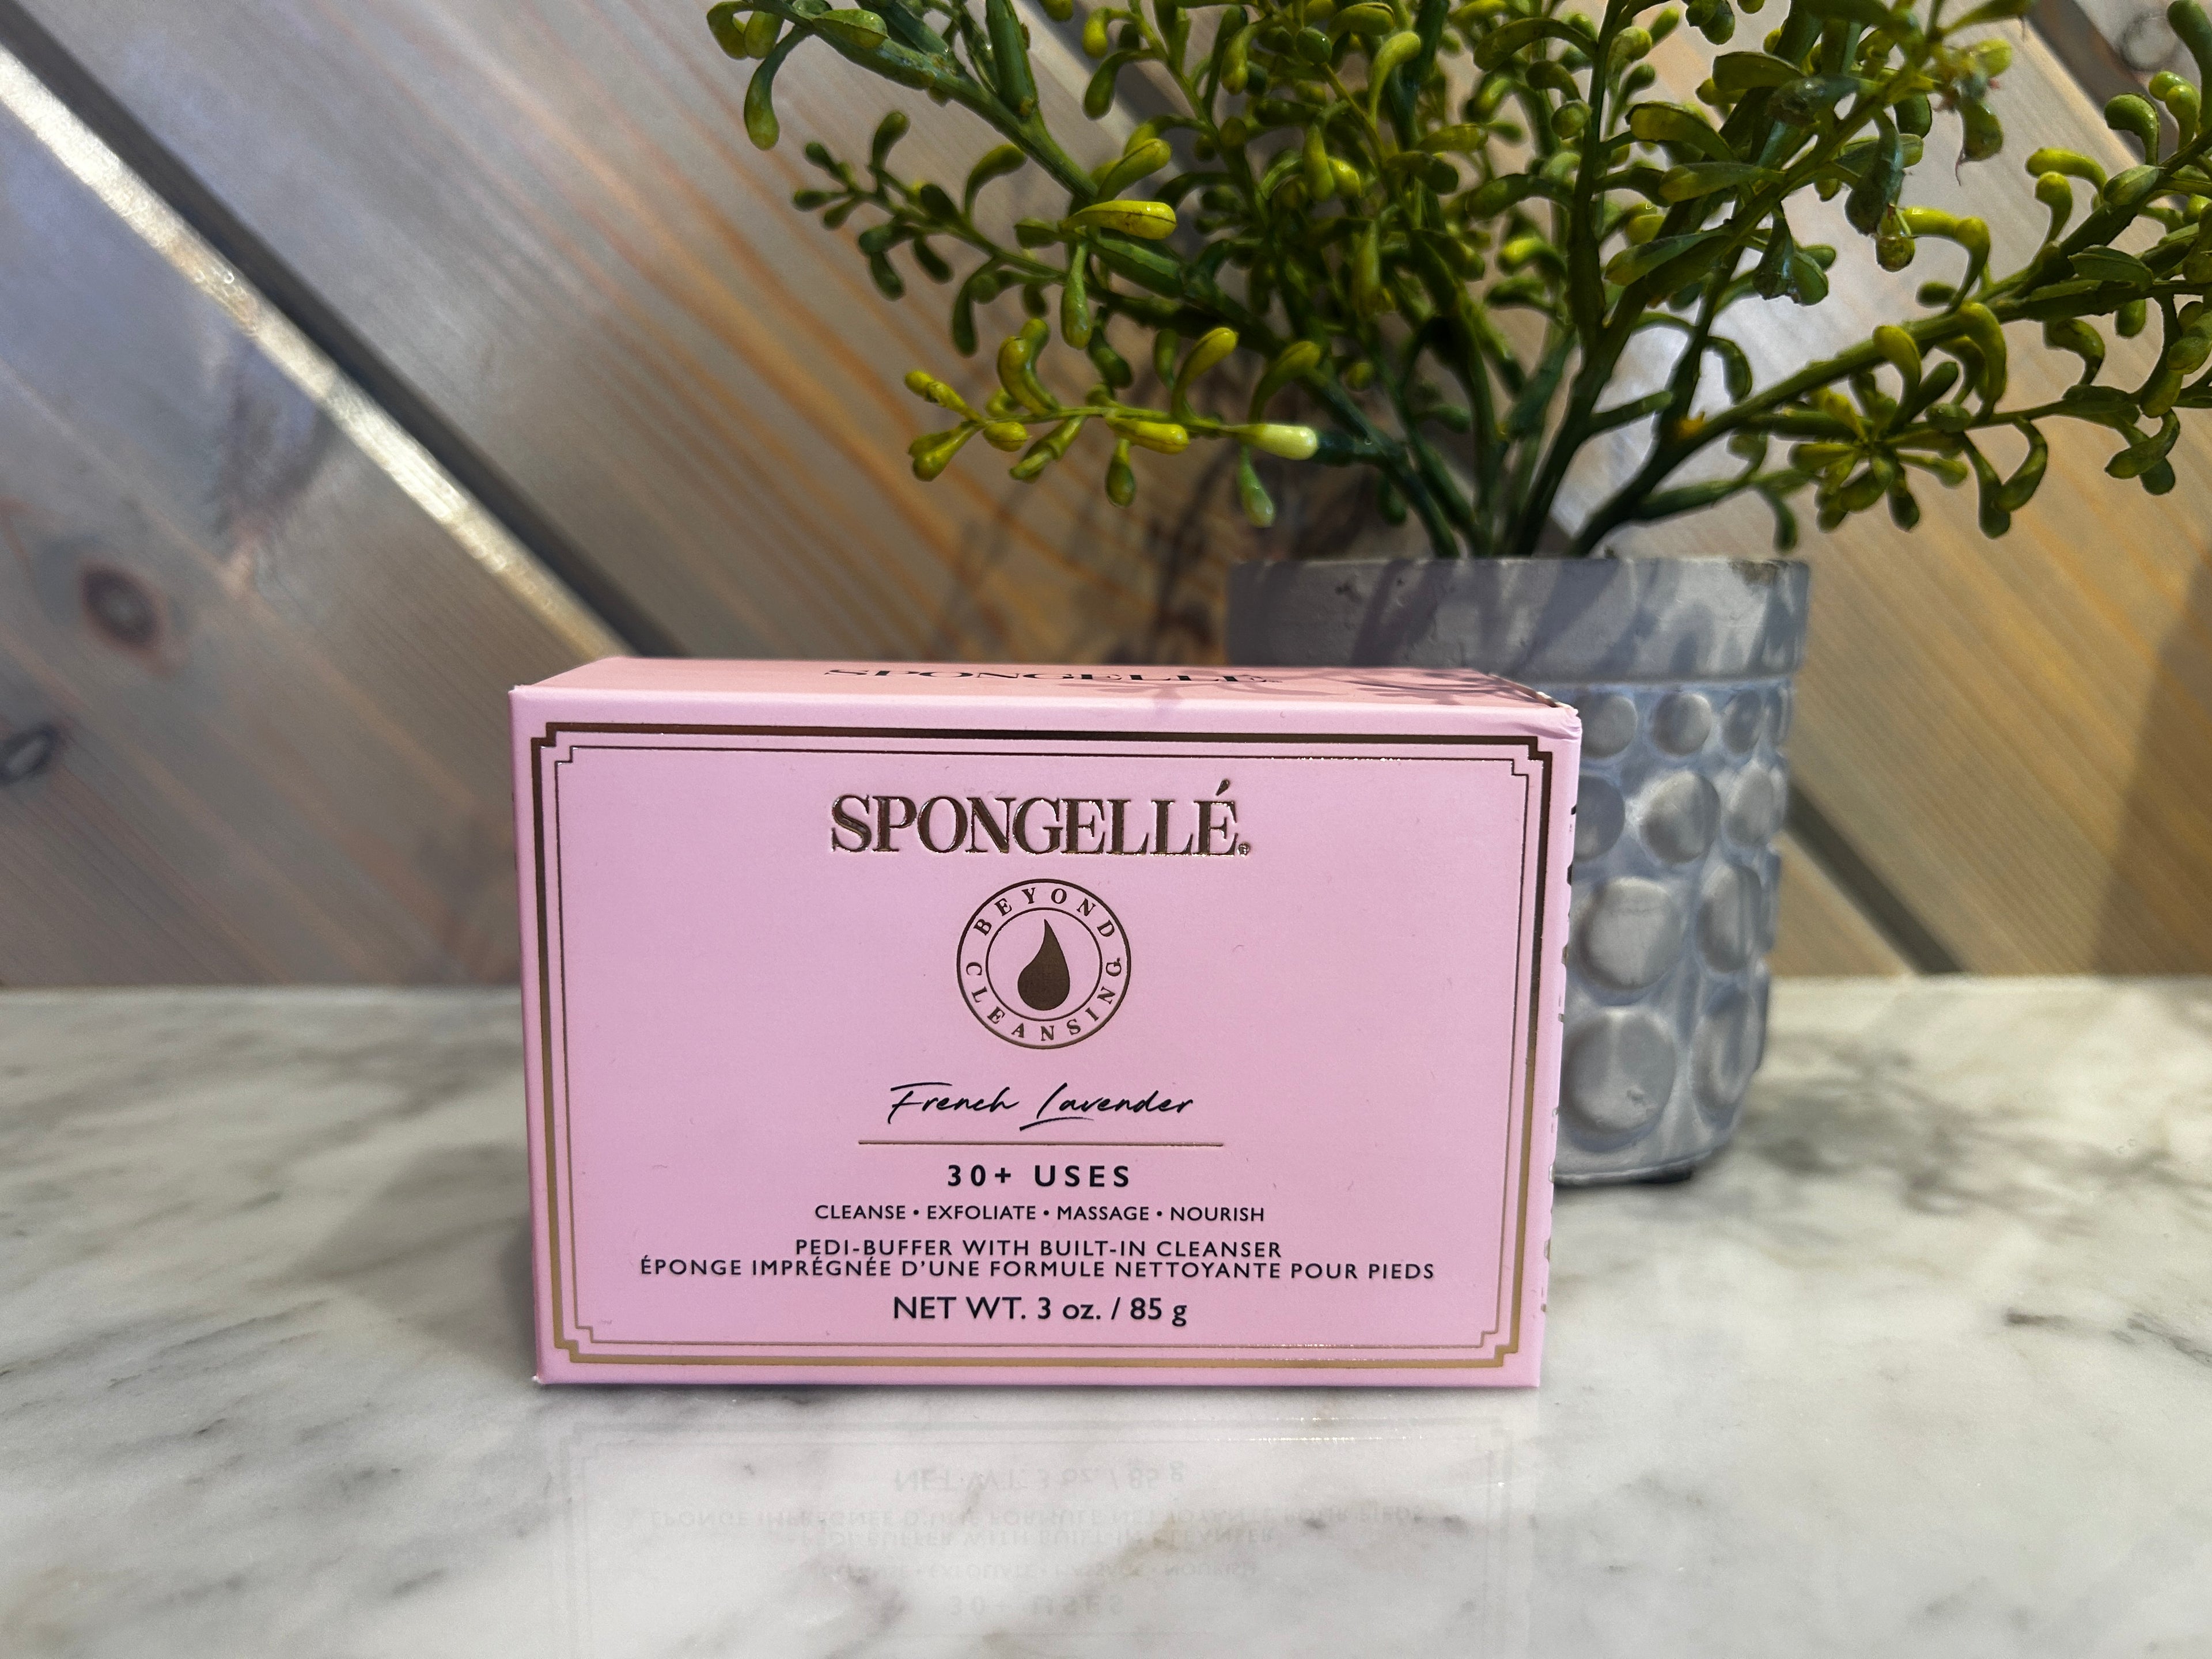 SPONGELLÉ
SPONGELLÉ®
BEYOND
CLEANSING
French Lavender
30+ USES
CLEANSE • EXFOLIATE • MASSAGE • NOURISH
PEDI-BUFFER WITH BUILT-IN CLEANSER
ÉPONGE IMPRÉGNÉE D'UNE FORMULE NETTOYANTE POUR PIEDS
NET WT. 3 oz. / 85 g